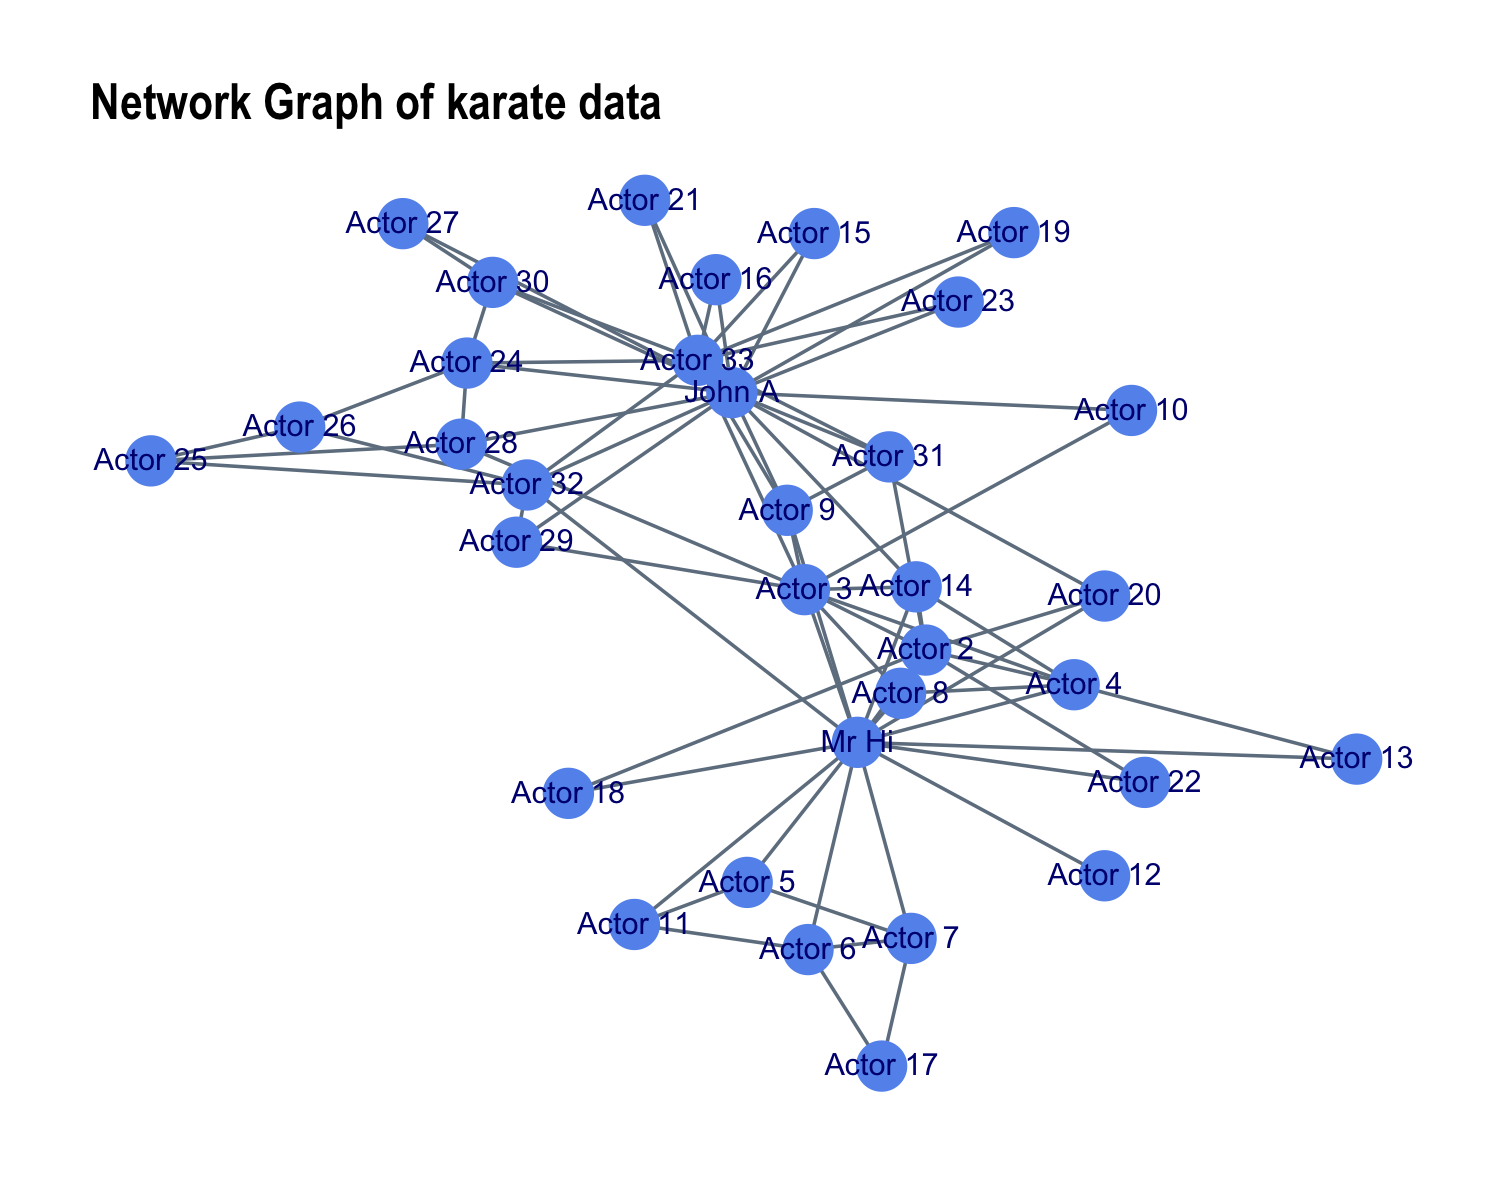 Network Graph of karate data
Actor 21
Actor 27
Actor 15
Actor 19
Actor 16
Actor 30
Actor 23
Actor 33
Actor 24
John A
Actor 10
Actor 26
Actor 28
Actor 31
Actor 25
Actor 32
Actor 9
Actor 29
Actor 3
Actor 14
Actor 20
Actor 2
Actor 4
Actor 8
Mr Hi
Actor 13
Actor 22
Actor 18
Actor 12
Actor 5
Actor 11
Actor 7
Actor 6
Actor 17